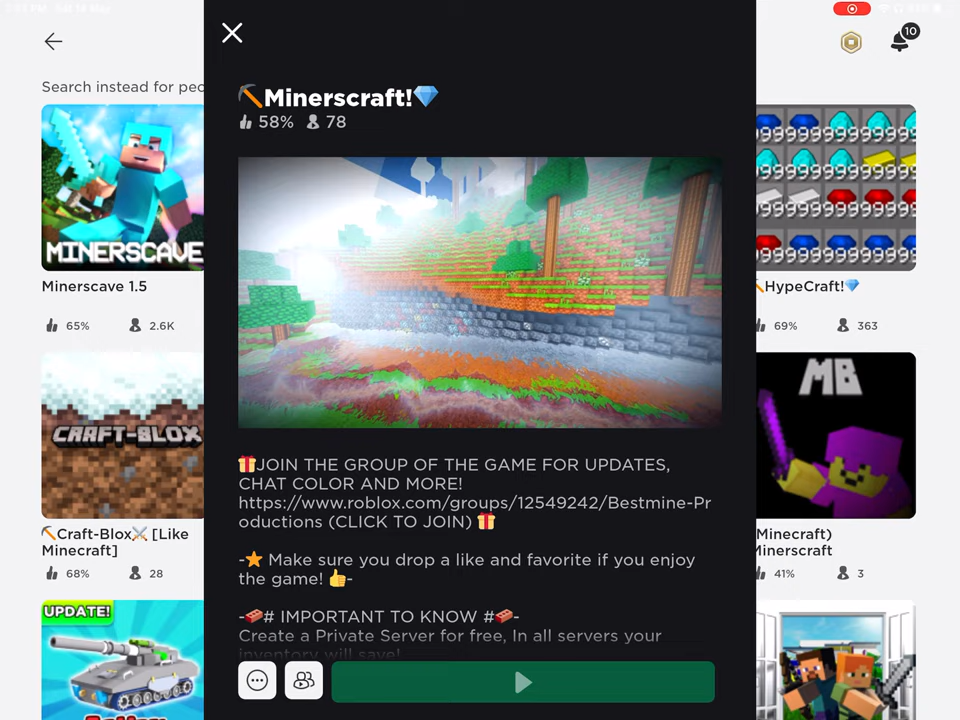 10
Search instead for peo
⛏️Minerscraft!💎
58% 78
MINERSCAVE
Minerscave 1.5
65% 2.6K
⛏️HypeCraft!💎
69% 363
CRAFT-BLOX
⛏️Craft-Blox⚔️ [Like
Minecraft]
68% 28
MB
Minecraft)
Minerscraft
41% 3
🎁JOIN THE GROUP OF THE GAME FOR UPDATES,
CHAT COLOR AND MORE!
https://www.roblox.com/groups/12549242/Bestmine-Pr
oductions (CLICK TO JOIN) 🎁
-⭐ Make sure you drop a like and favorite if you enjoy
the game! 👍-
-🧱# IMPORTANT TO KNOW #🧱-
Create a Private Server for free, In all servers your
inventory will save!
UPDATE!